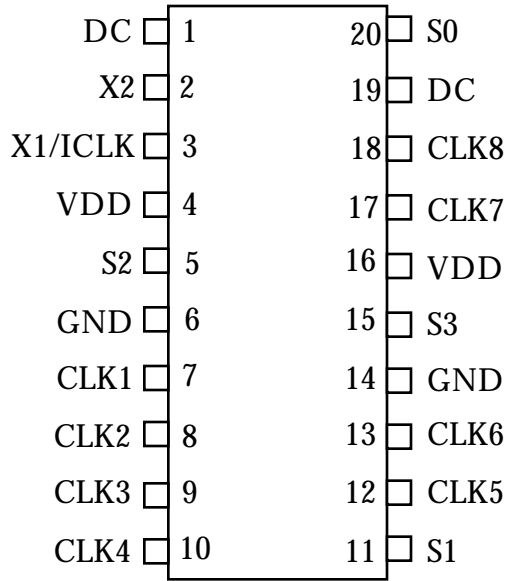 DC 1 20 S0
X2 2 19 DC
X1/ICLK 3 18 CLK8
VDD 4 17 CLK7
S2 5 16 VDD
GND 6 15 S3
CLK1 7 14 GND
CLK2 8 13 CLK6
CLK3 9 12 CLK5
CLK4 10 11 S1